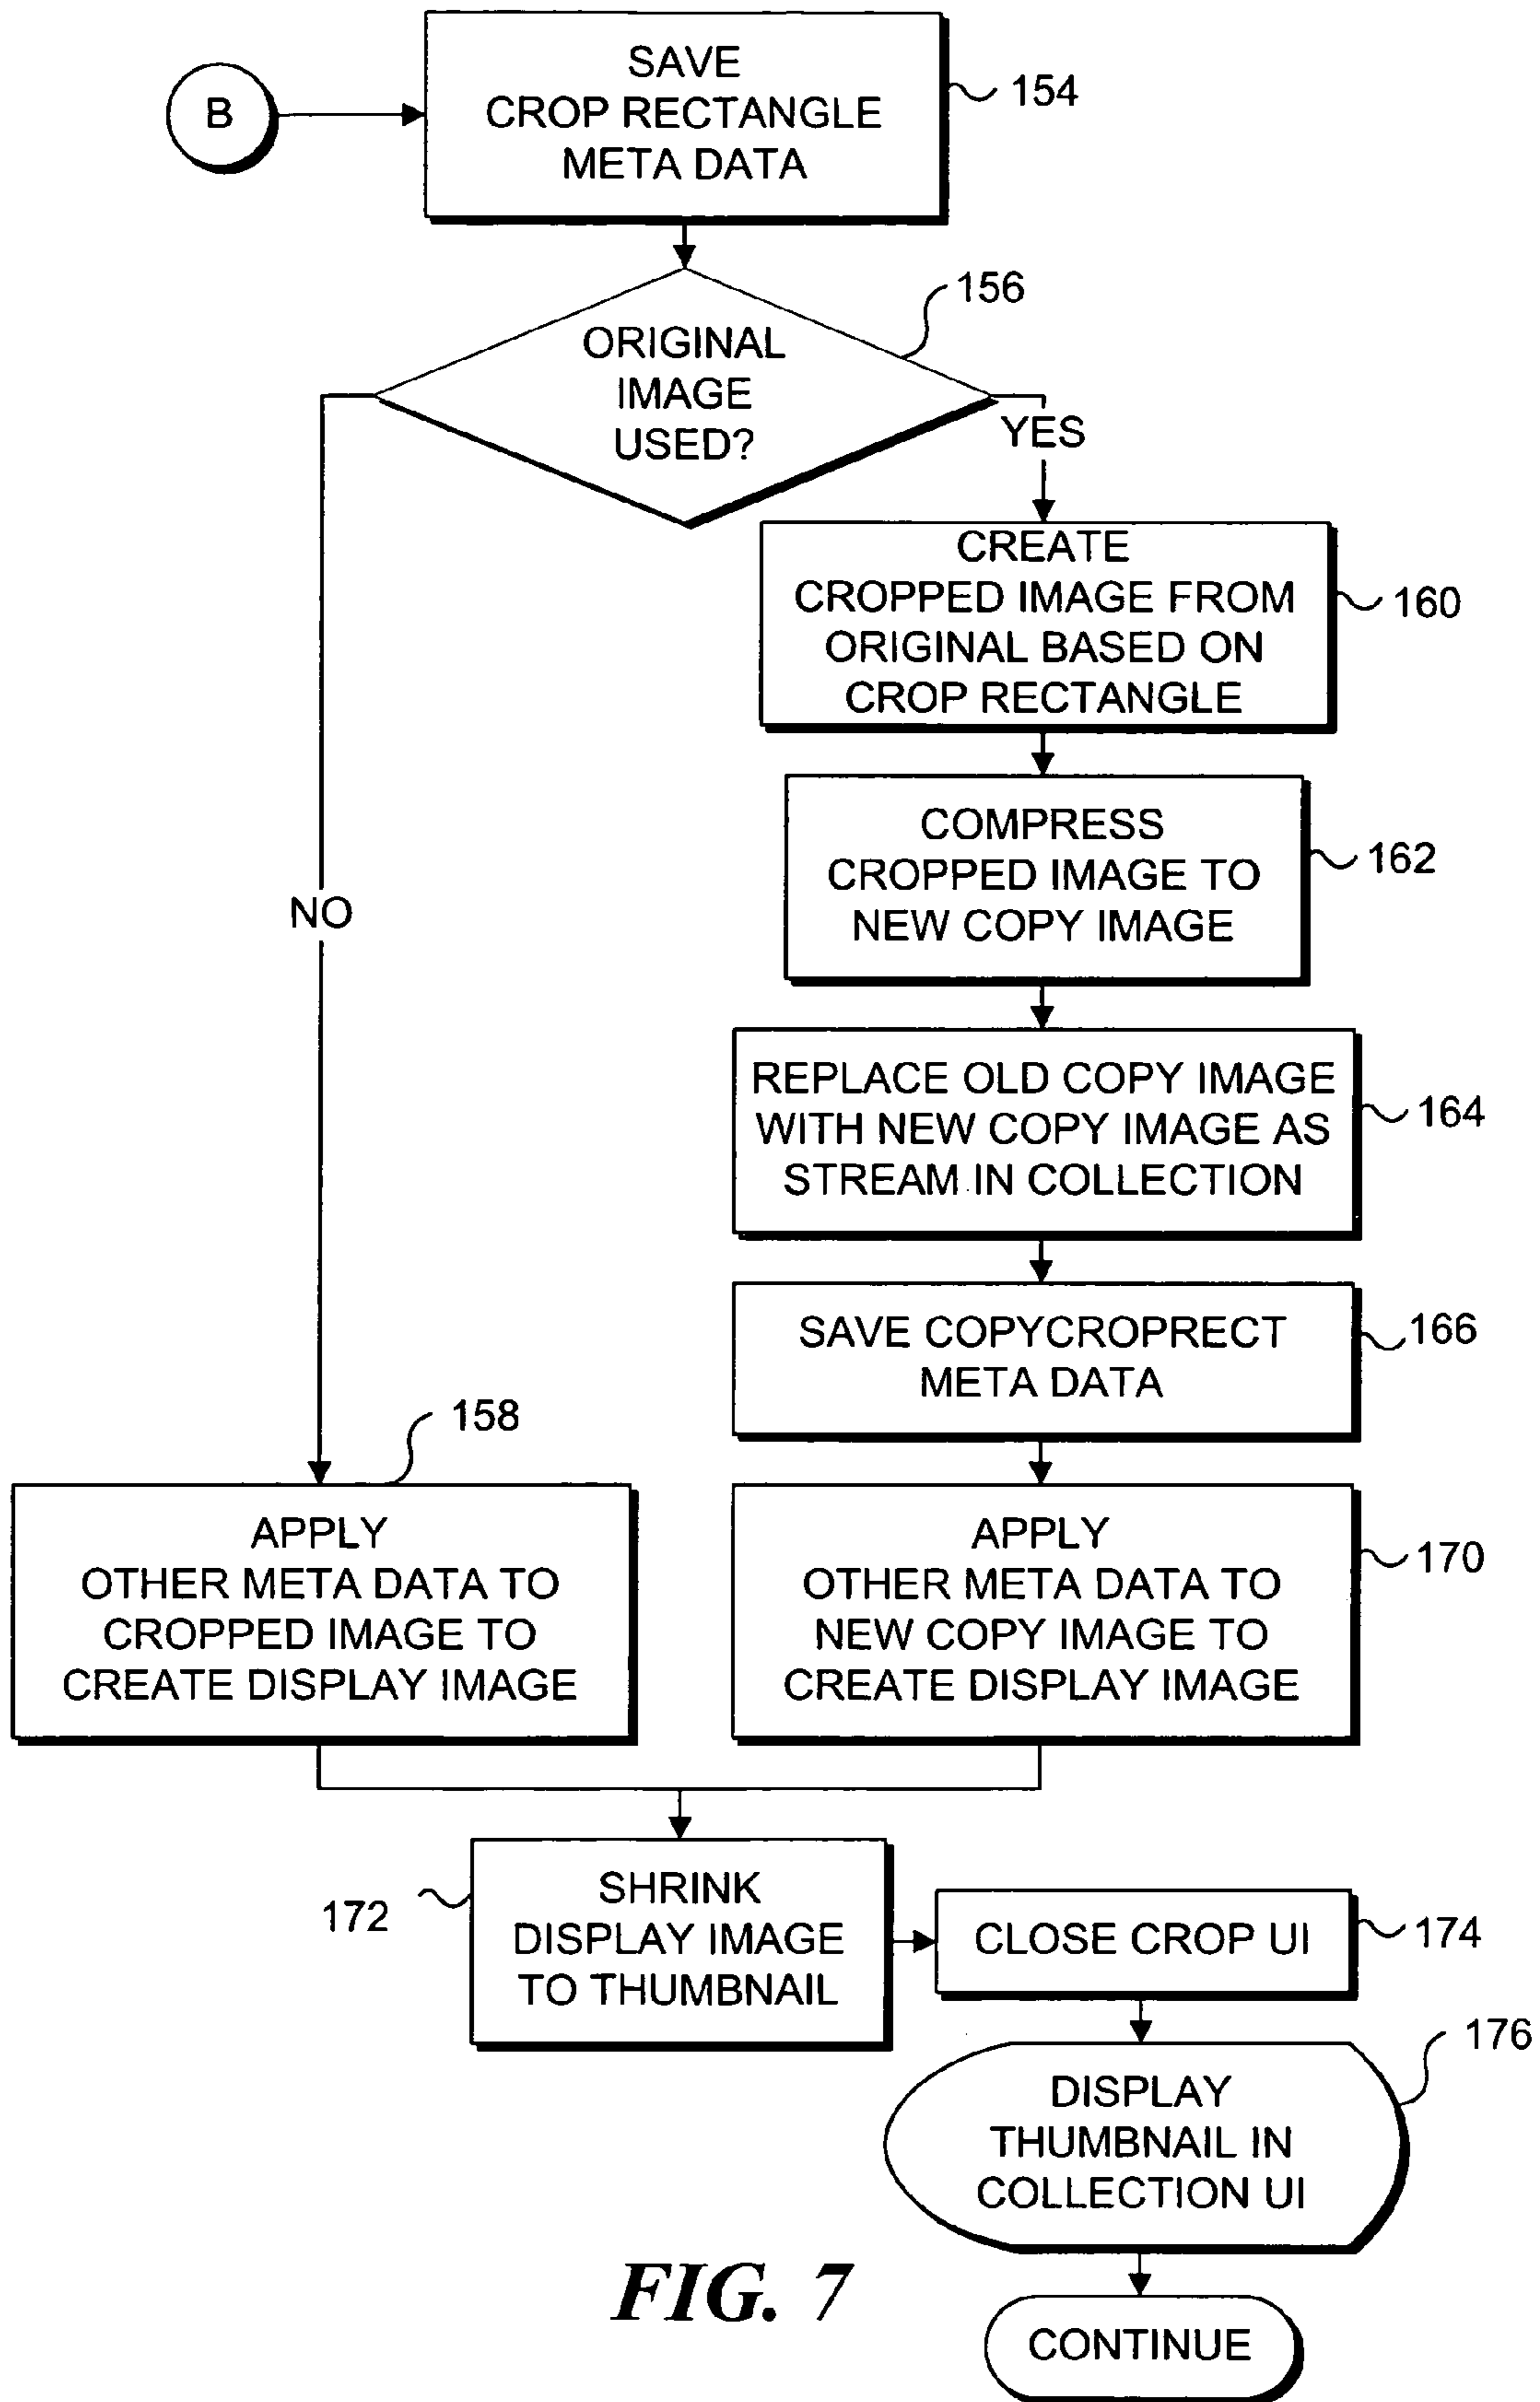 B
SAVE
CROP RECTANGLE
META DATA
154
156
ORIGINAL
IMAGE
USED?
YES
NO
CREATE
CROPPED IMAGE FROM
ORIGINAL BASED ON
CROP RECTANGLE
160
COMPRESS
CROPPED IMAGE TO
NEW COPY IMAGE
162
REPLACE OLD COPY IMAGE
WITH NEW COPY IMAGE AS
STREAM IN COLLECTION
164
SAVE COPYCROPRECT
META DATA
166
158
APPLY
OTHER META DATA TO
CROPPED IMAGE TO
CREATE DISPLAY IMAGE
APPLY
OTHER META DATA TO
NEW COPY IMAGE TO
CREATE DISPLAY IMAGE
170
172
SHRINK
DISPLAY IMAGE
TO THUMBNAIL
CLOSE CROP UI
174
176
DISPLAY
THUMBNAIL IN
COLLECTION UI
FIG. 7
CONTINUE